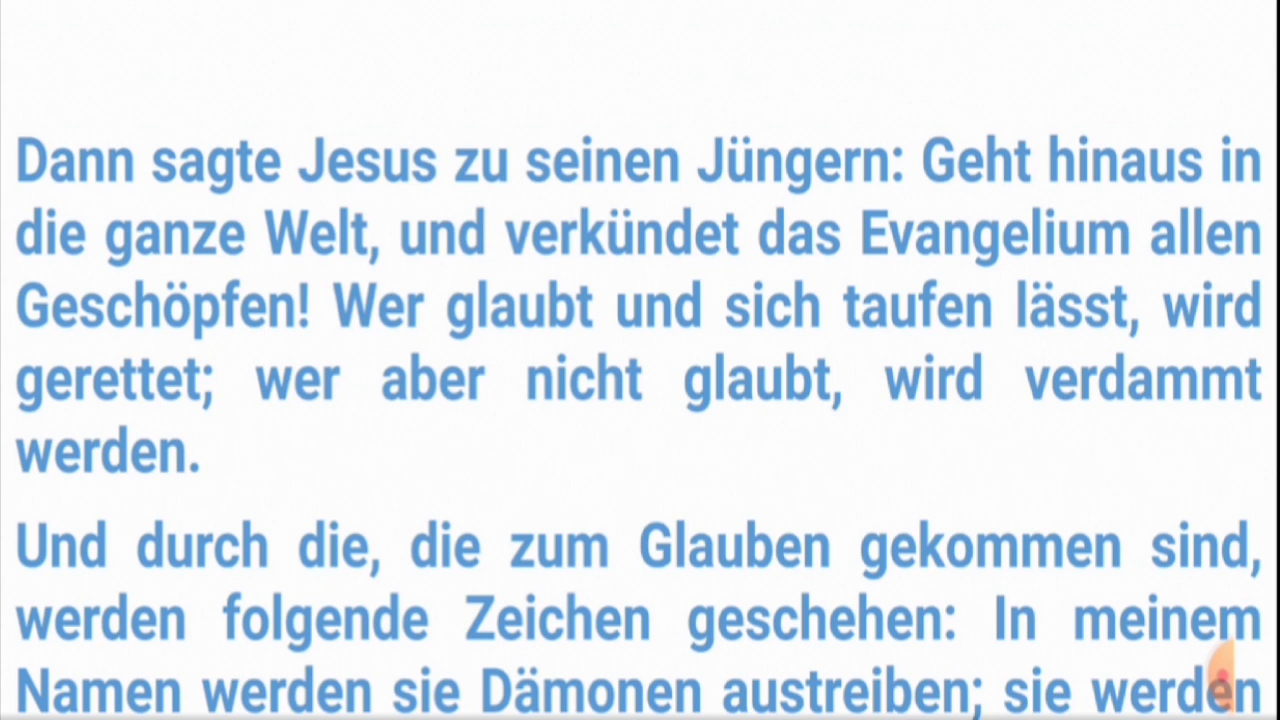 Dann sagte Jesus zu seinen Jüngern: Geht hinaus in
die ganze Welt, und verkündet das Evangelium allen
Geschöpfen! Wer glaubt und sich taufen lässt, wird
gerettet; wer aber nicht glaubt, wird verdammt
werden.
Und durch die, die zum Glauben gekommen sind,
werden folgende Zeichen geschehen: In meinem
Namen werden sie Dämonen austreiben; sie werden